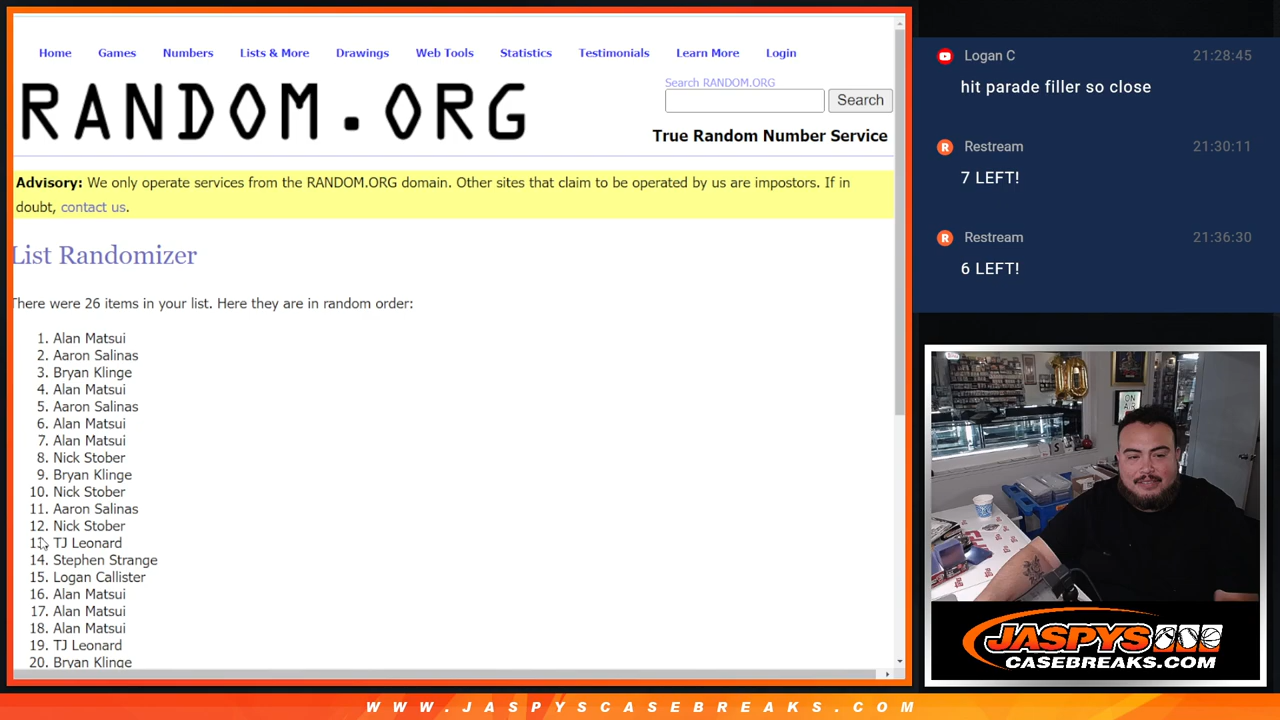 Home Games Numbers Lists & More Drawings Web Tools Statistics Testimonials Learn More Login
RANDOM.ORG
Search RANDOM.ORG
Search
True Random Number Service
Advisory: We only operate services from the RANDOM.ORG domain. Other sites that claim to be operated by us are impostors. If in
doubt, contact us.
List Randomizer
There were 26 items in your list. Here they are in random order:
1. Alan Matsui
2. Aaron Salinas
3. Bryan Klinge
4. Alan Matsui
5. Aaron Salinas
6. Alan Matsui
7. Alan Matsui
8. Nick Stober
9. Bryan Klinge
10. Nick Stober
11. Aaron Salinas
12. Nick Stober
13. TJ Leonard
14. Stephen Strange
15. Logan Callister
16. Alan Matsui
17. Alan Matsui
18. Alan Matsui
19. TJ Leonard
20. Bryan Klinge
Logan C 21:28:45
hit parade filler so close
Restream 21:30:11
7 LEFT!
Restream 21:36:30
6 LEFT!
10
ON
AIR
JASPYS
CASEBREAKS.COM
WWW.JASPYSCASEBREAKS.COM